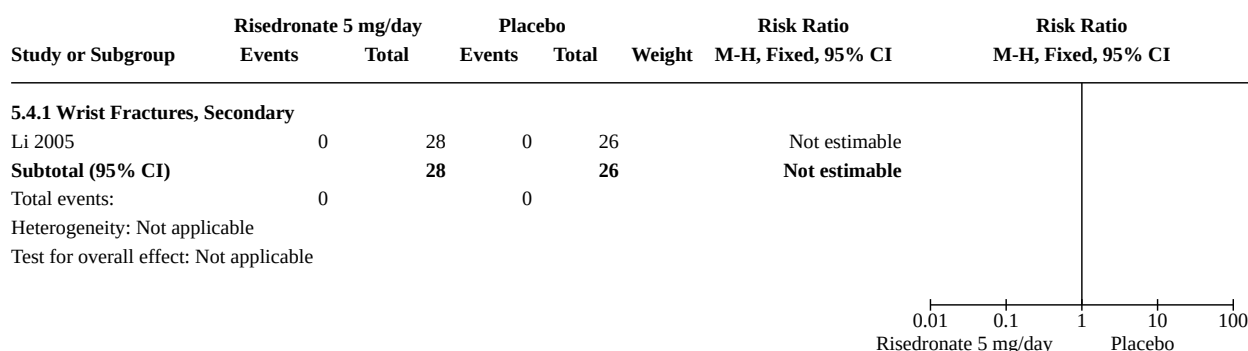 Risedronate 5 mg/day Placebo Risk Ratio Risk Ratio
Study or Subgroup Events Total Events Total Weight M-H, Fixed, 95% CI M-H, Fixed, 95% CI
5.4.1 Wrist Fractures, Secondary
Li 2005 0 28 0 26 Not estimable
Subtotal (95% CI) 28 26 Not estimable
Total events: 0 0
Heterogeneity: Not applicable
Test for overall effect: Not applicable
0.01 0.1 1 10 100
Risedronate 5 mg/day Placebo